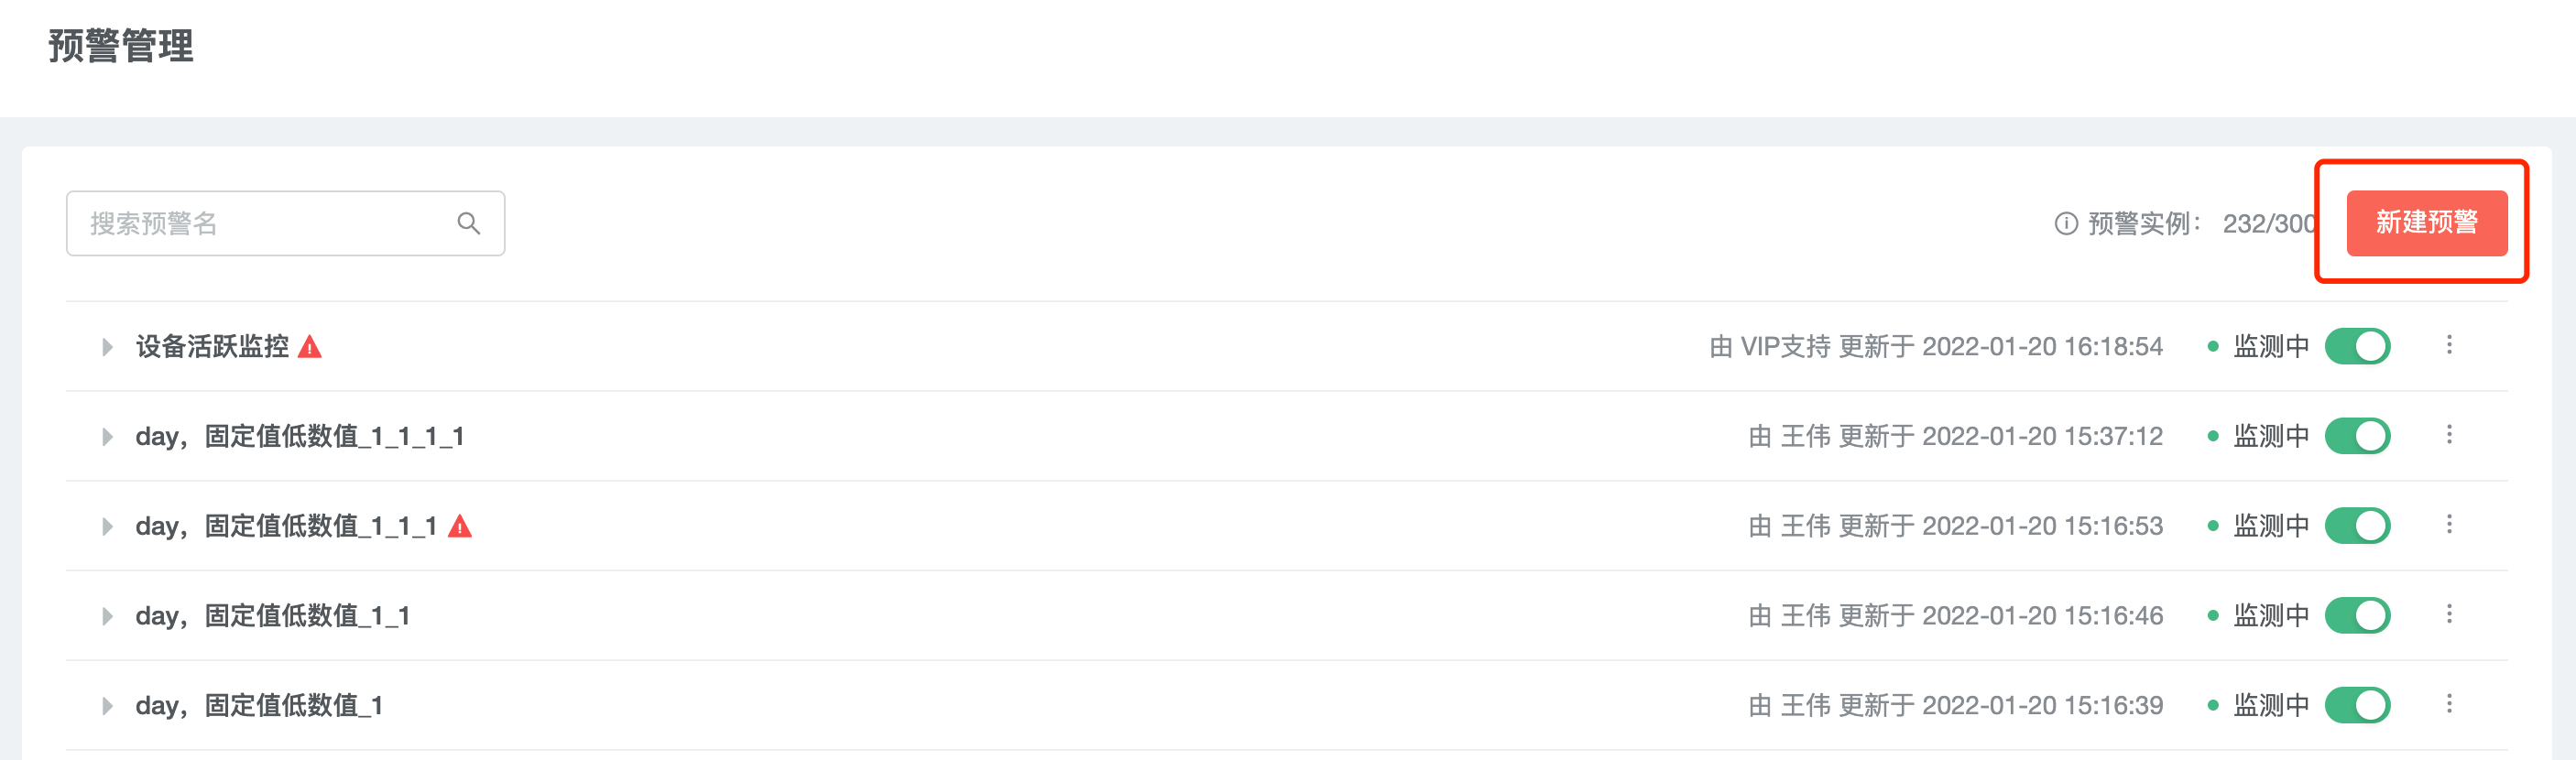 预警管理
搜索预警名
预警实例： 232/300
新建预警
设备活跃监控
由 VIP支持 更新于 2022-01-20 16:18:54 监测中
day，固定值低数值_1_1_1_1
由 王伟 更新于 2022-01-20 15:37:12 监测中
day，固定值低数值_1_1_1
由 王伟 更新于 2022-01-20 15:16:53 监测中
day，固定值低数值_1_1
由 王伟 更新于 2022-01-20 15:16:46 监测中
day，固定值低数值_1
由 王伟 更新于 2022-01-20 15:16:39 监测中